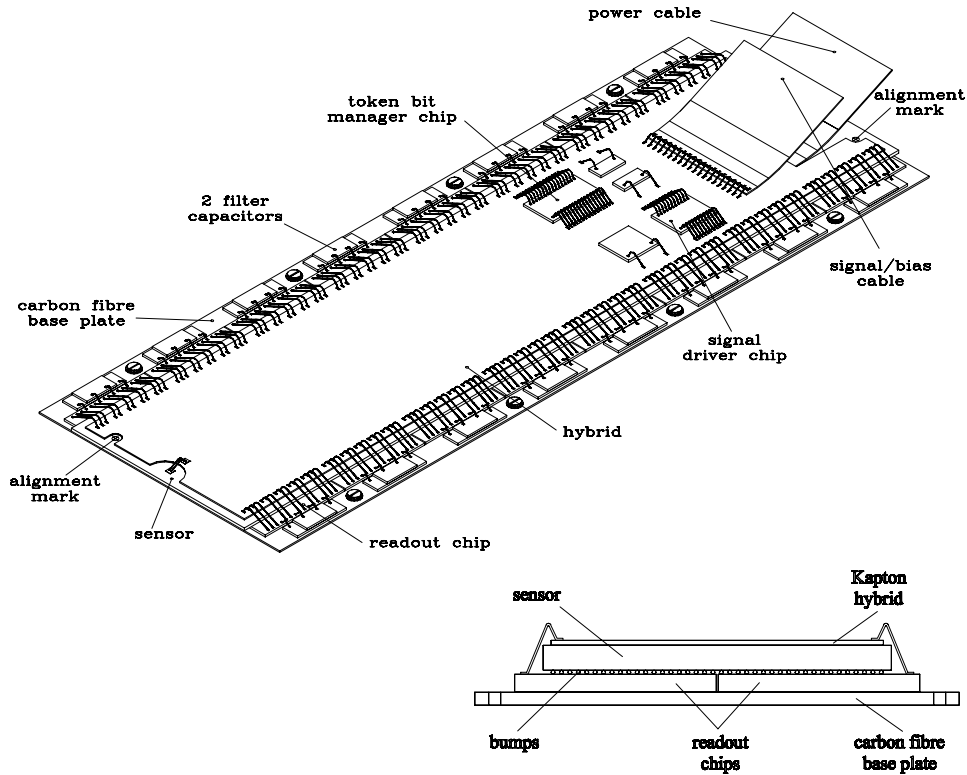 power cable
token bit
manager chip
alignment
mark
2 filter
capacitors
signal/bias
cable
carbon fibre
base plate
signal
driver chip
hybrid
alignment
mark
sensor
readout chip
sensor
Kapton
hybrid
bumps
readout
chips
carbon fibre
base plate